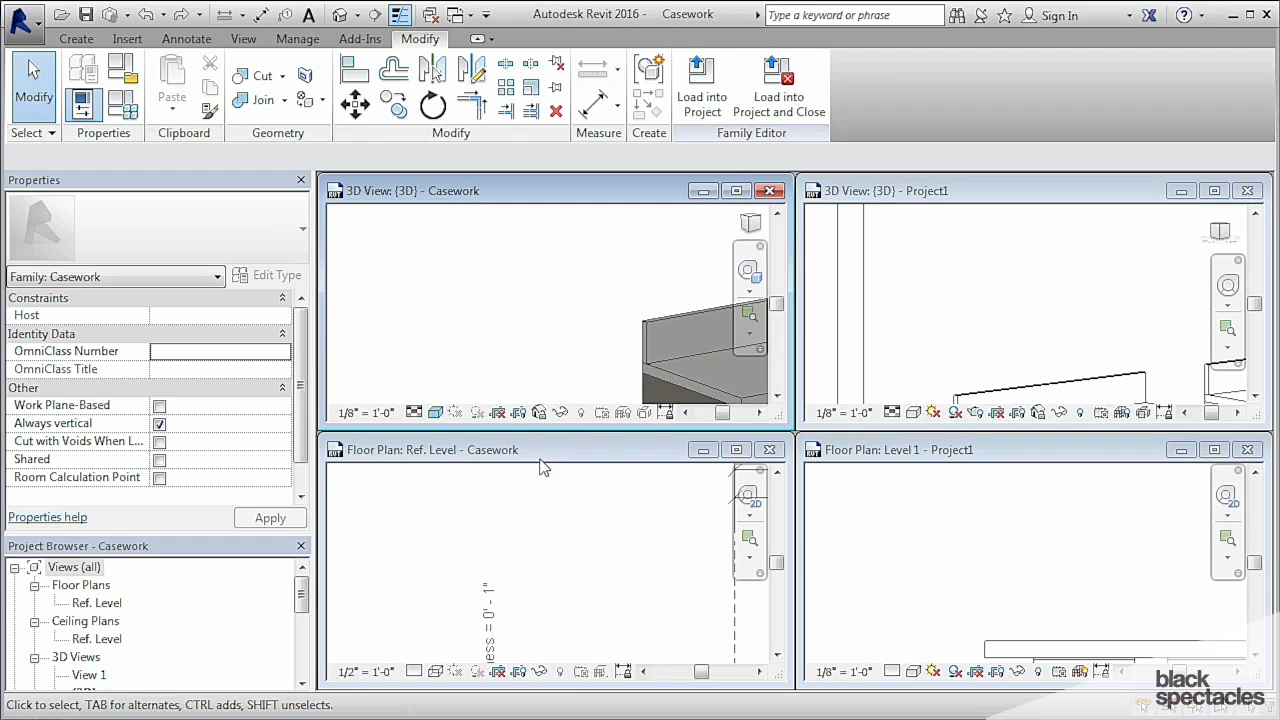 Autodesk Revit 2016 - Casework
Type a keyword or phrase
Sign In
Create Insert Annotate View Manage Add-Ins Modify
Modify
Paste
Cut
Join
Load into Project
Load into Project and Close
Select Properties Clipboard Geometry Modify Measure Create Family Editor
Properties
Family: Casework
Edit Type
Constraints
Host
Identity Data
OmniClass Number
OmniClass Title
Other
Work Plane-Based
Always vertical
Cut with Voids When L...
Shared
Room Calculation Point
Properties help
Apply
Project Browser - Casework
Views (all)
Floor Plans
Ref. Level
Ceiling Plans
Ref. Level
3D Views
View 1
3D View: {3D} - Casework
1/8" = 1'-0"
3D View: {3D} - Project1
1/8" = 1'-0"
Floor Plan: Ref. Level - Casework
2D
ess = 0' - 1"
1/2" = 1'-0"
Floor Plan: Level 1 - Project1
2D
1/8" = 1'-0"
Click to select, TAB for alternates, CTRL adds, SHIFT unselects.
black
spectacles